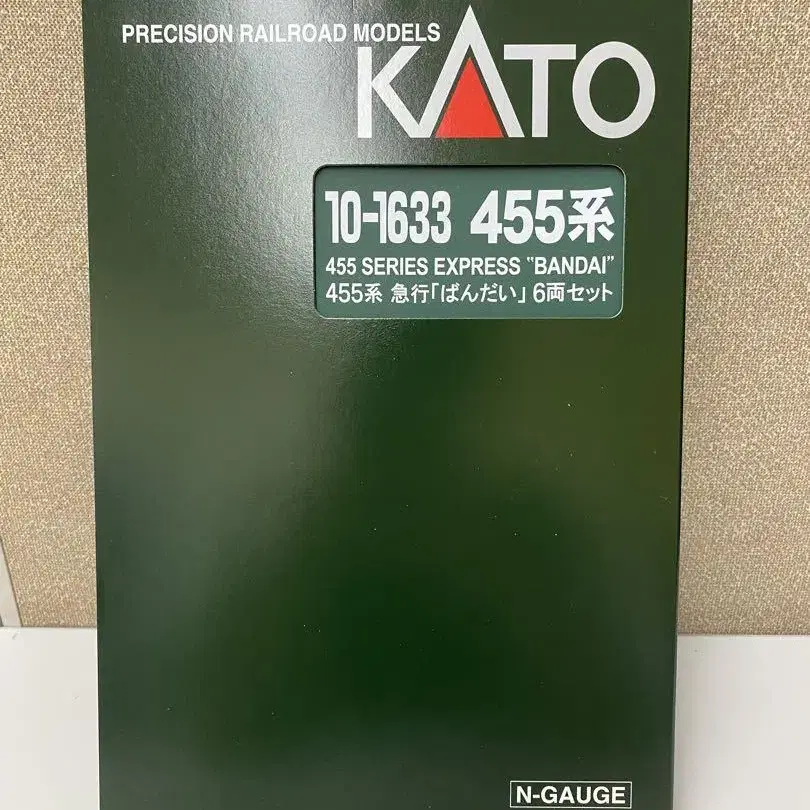 PRECISION RAILROAD MODELS
KATO
10-1633 455系
455 SERIES EXPRESS "BANDAI"
455系 急行「ばんだい」 6両セット
N-GAUGE